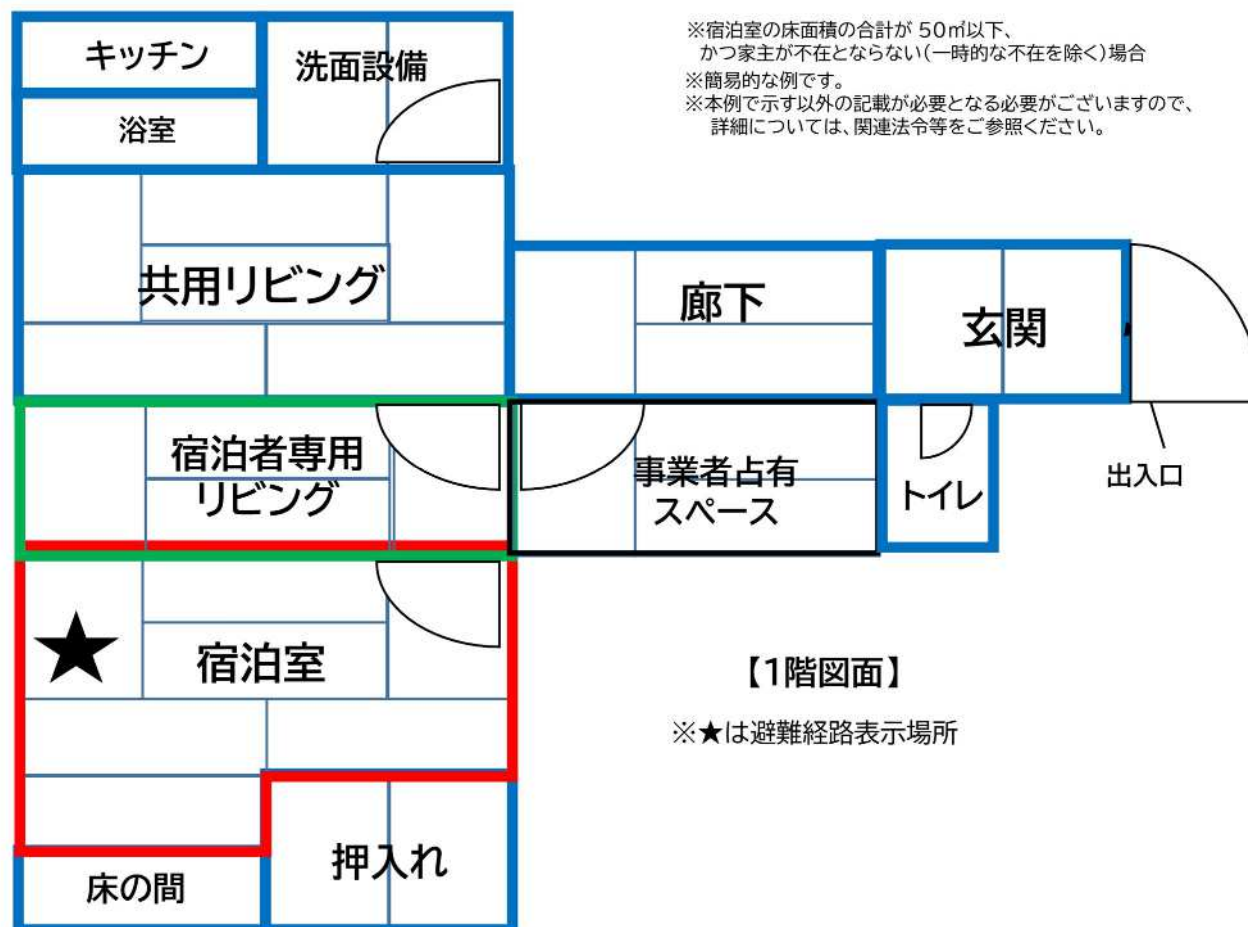 ※宿泊室の床面積の合計が 50㎡以下、
かつ家主が不在とならない(一時的な不在を除く)場合
※簡易的な例です。
※本例で示す以外の記載が必要となる必要がございますので、
詳細については、関連法令等をご参照ください。
キッチン
洗面設備
浴室
共用リビング
廊下
玄関
出入口
宿泊者専用
リビング
事業者占有
スペース
トイレ
★
宿泊室
【1階図面】
※★は避難経路表示場所
押入れ
床の間